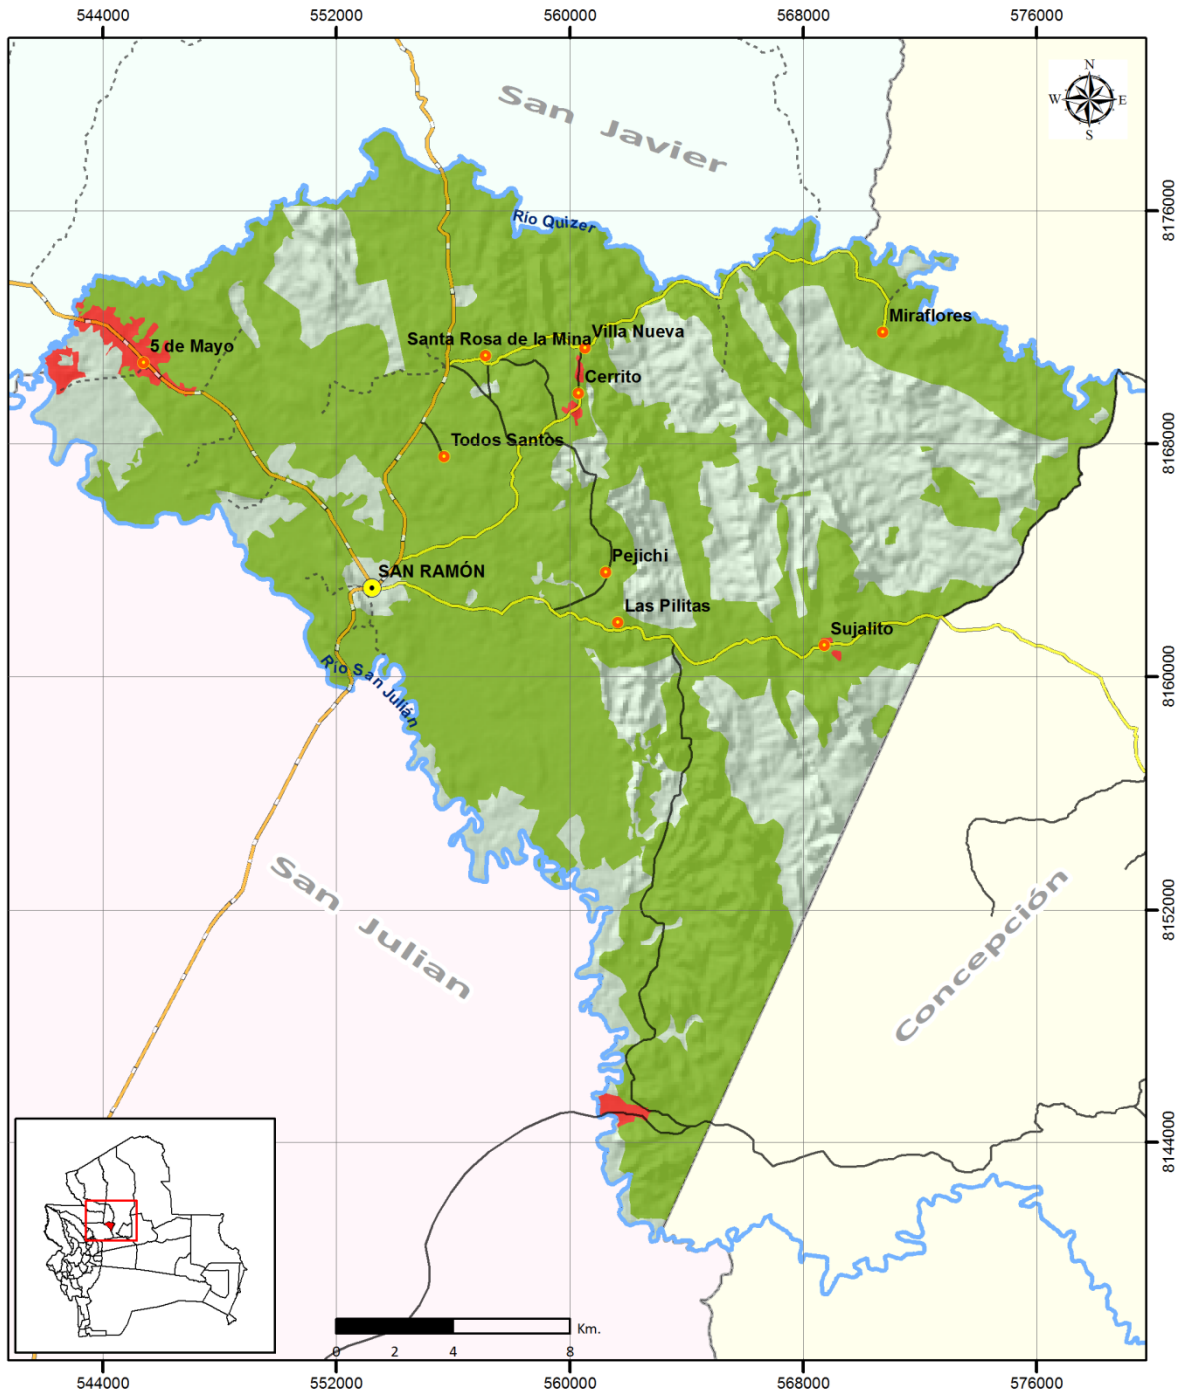 544000 552000 560000 568000 576000
N
W E
S
San Javier
8176000
Río Quizer
Miraflores
Villa Nueva
Santa Rosa de la Mina
5 de Mayo
Cerrito
Todos Santos
8168000
Pejichi
SAN RAMÓN
Las Pilitas
Sujalito
Río San Julián
8160000
San Julian
Concepción
8152000
8144000
Km.
0 2 4 8
544000 552000 560000 568000 576000